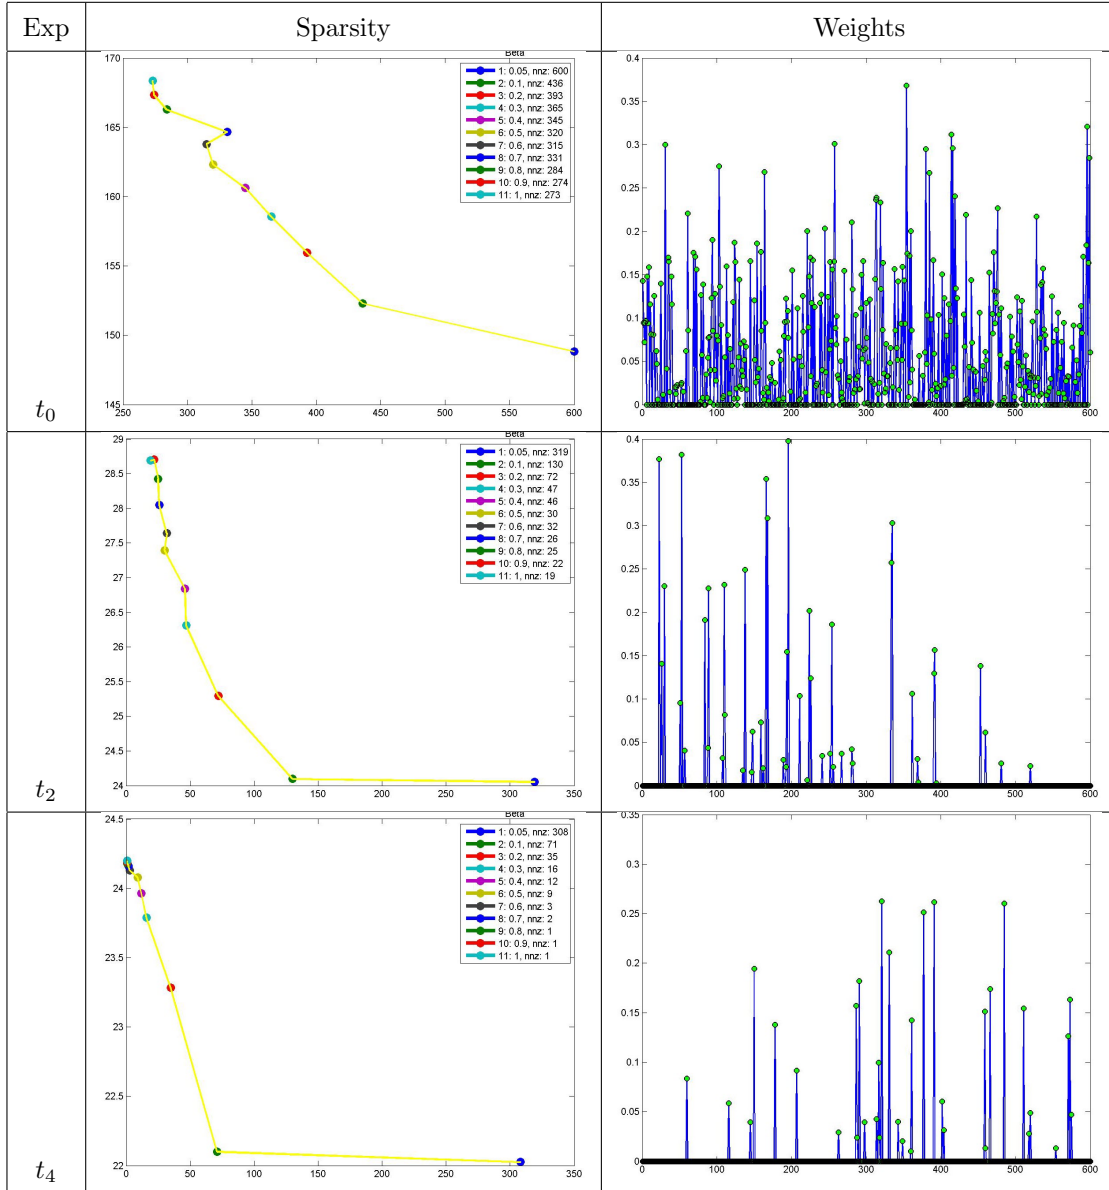 Exp Sparsity Weights
t0
Beta
1: 0.05, nnz: 600
2: 0.1, nnz: 436
3: 0.2, nnz: 393
4: 0.3, nnz: 365
5: 0.4, nnz: 345
6: 0.5, nnz: 320
7: 0.6, nnz: 315
8: 0.7, nnz: 331
9: 0.8, nnz: 284
10: 0.9, nnz: 274
11: 1, nnz: 273
170
165
160
155
150
145
250 300 350 400 450 500 550 600
0.4
0.35
0.3
0.25
0.2
0.15
0.1
0.05
0
0 100 200 300 400 500 600
t2
Beta
1: 0.05, nnz: 319
2: 0.1, nnz: 130
3: 0.2, nnz: 72
4: 0.3, nnz: 47
5: 0.4, nnz: 46
6: 0.5, nnz: 30
7: 0.6, nnz: 32
8: 0.7, nnz: 26
9: 0.8, nnz: 25
10: 0.9, nnz: 22
11: 1, nnz: 19
29
28.5
28
27.5
27
26.5
26
25.5
25
24.5
24
0 50 100 150 200 250 300 350
0.4
0.35
0.3
0.25
0.2
0.15
0.1
0.05
0
0 100 200 300 400 500 600
t4
Beta
1: 0.05, nnz: 308
2: 0.1, nnz: 71
3: 0.2, nnz: 35
4: 0.3, nnz: 16
5: 0.4, nnz: 12
6: 0.5, nnz: 9
7: 0.6, nnz: 3
8: 0.7, nnz: 2
9: 0.8, nnz: 1
10: 0.9, nnz: 1
11: 1, nnz: 1
24.5
24
23.5
23
22.5
22
0 50 100 150 200 250 300 350
0.35
0.3
0.25
0.2
0.15
0.1
0.05
0
0 100 200 300 400 500 600